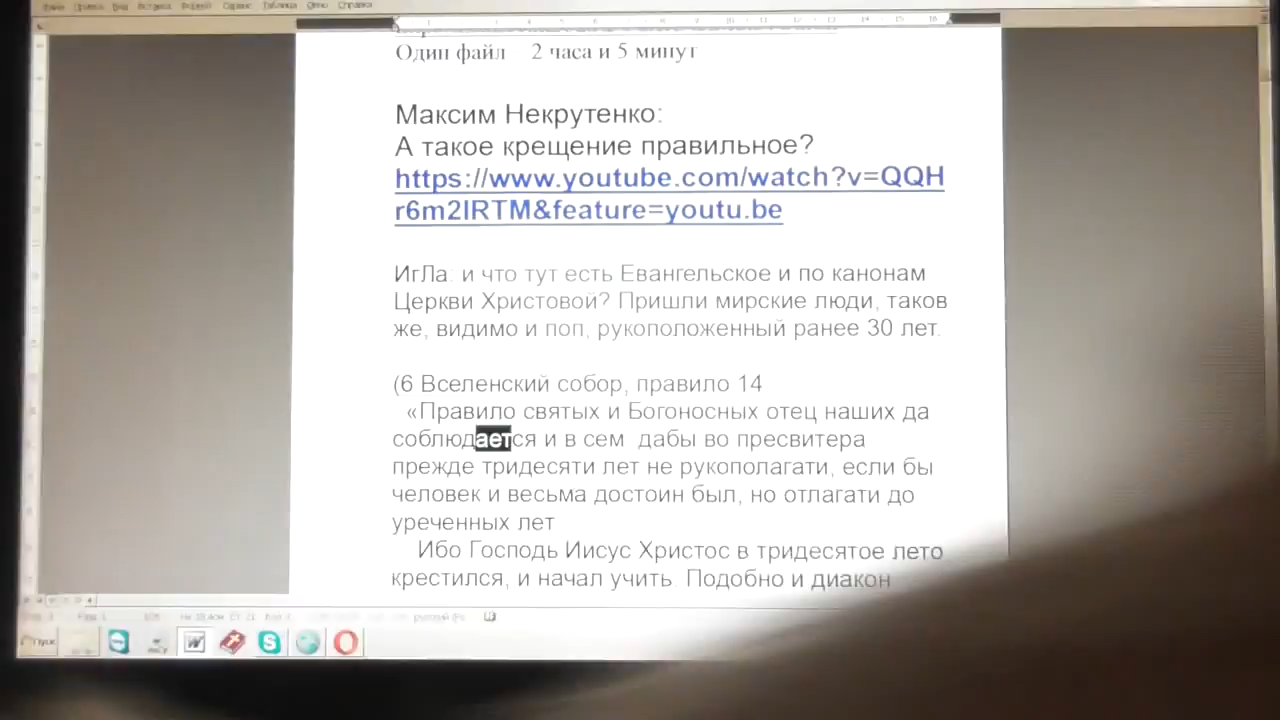 Один файл 2 часа и 5 минут
Максим Некрутенко:
А такое крещение правильное?
https://www.youtube.com/watch?v=QQH
r6m2IRTM&feature=youtu.be
ИгЛа: и что тут есть Евангельское и по канонам
Церкви Христовой? Пришли мирские люди, таков
же, видимо и поп, рукоположенный ранее 30 лет.
(6 Вселенский собор, правило 14
«Правило святых и Богоносных отец наших да
соблюдается и в сем дабы во пресвитера
прежде тридесяти лет не рукополагати, если бы
человек и весьма достоин был, но отлагати до
уреченных лет
Ибо Господь Иисус Христос в тридесятое лето
крестился, и начал учить. Подобно и диакон
Пуск